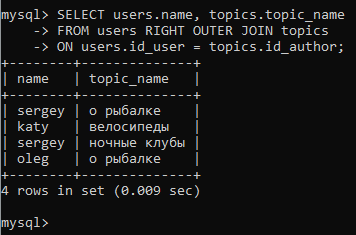 mysql> SELECT users.name, topics.topic_name
    -> FROM users RIGHT OUTER JOIN topics
    -> ON users.id_user = topics.id_author;
+--------+--------------+
| name   | topic_name   |
+--------+--------------+
| sergey | о рыбалке    |
| katy   | велосипеды   |
| sergey | ночные клубы |
| oleg   | о рыбалке    |
+--------+--------------+
4 rows in set (0.009 sec)
mysql>